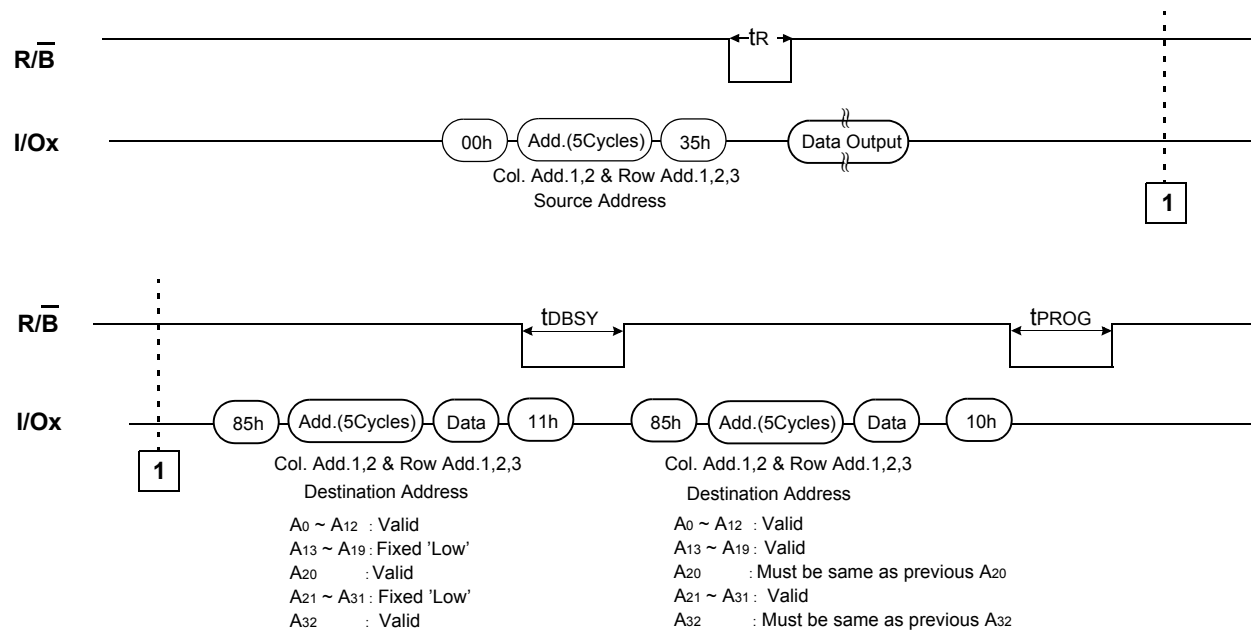 R/B
tR
I/Ox
00h Add.(5Cycles) 35h Data Output
Col. Add.1,2 & Row Add.1,2,3
Source Address
1
R/B
tDBSY
tPROG
I/Ox
85h Add.(5Cycles) Data 11h 85h Add.(5Cycles) Data 10h
1
Col. Add.1,2 & Row Add.1,2,3
Destination Address
A0 ~ A12 : Valid
A13 ~ A19 : Fixed 'Low'
A20 : Valid
A21 ~ A31 : Fixed 'Low'
A32 : Valid
Col. Add.1,2 & Row Add.1,2,3
Destination Address
A0 ~ A12 : Valid
A13 ~ A19 : Valid
A20 : Must be same as previous A20
A21 ~ A31 : Valid
A32 : Must be same as previous A32